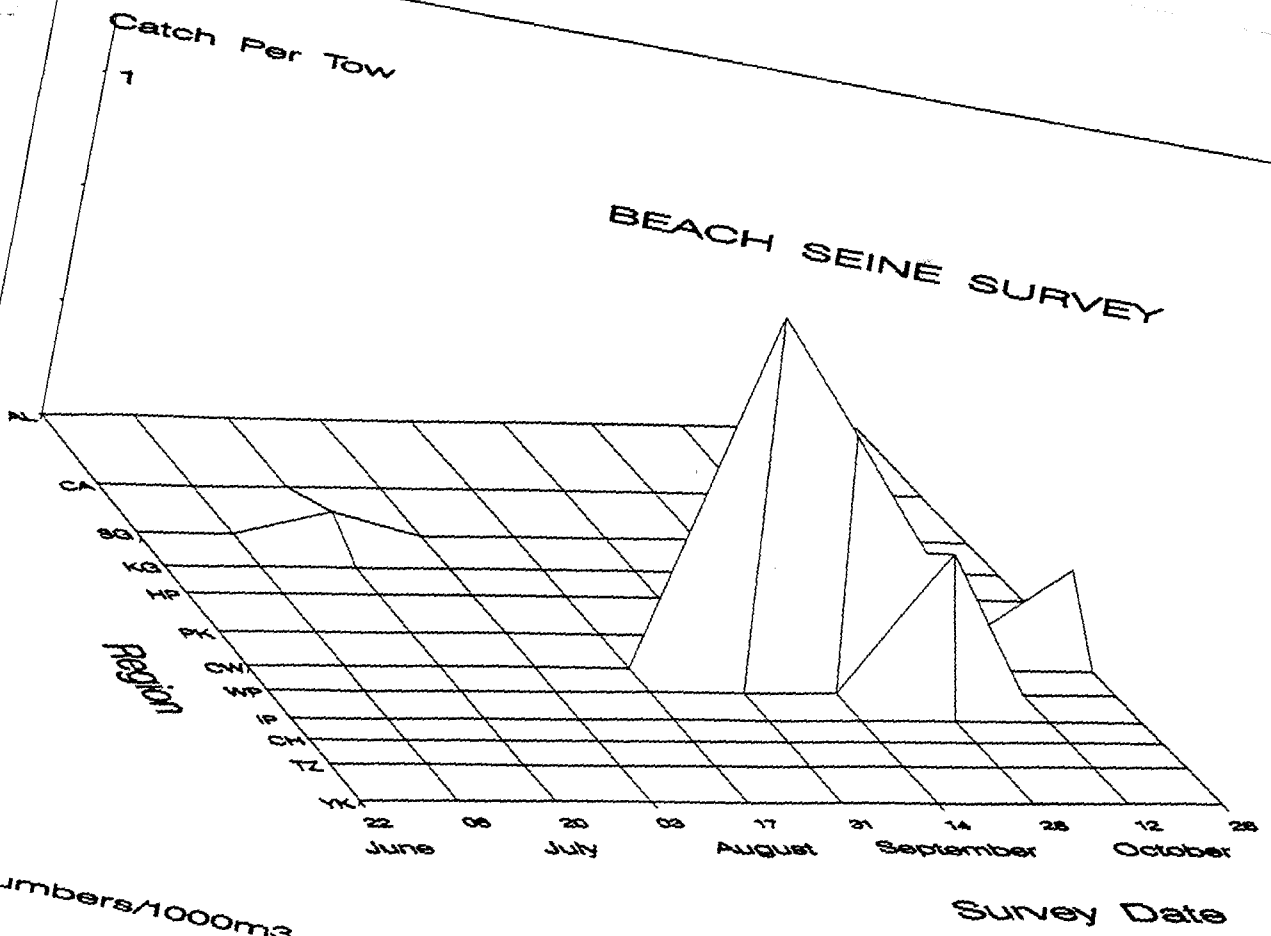 Catch Per Tow
1
BEACH SEINE SURVEY
AL
CA
SG
KG
HP
PK
CW
WP
IP
CH
TZ
YK
Region
22 06 20 03 17 31 14 28 12 26
June July August September October
Survey Date
umbers/1000m3